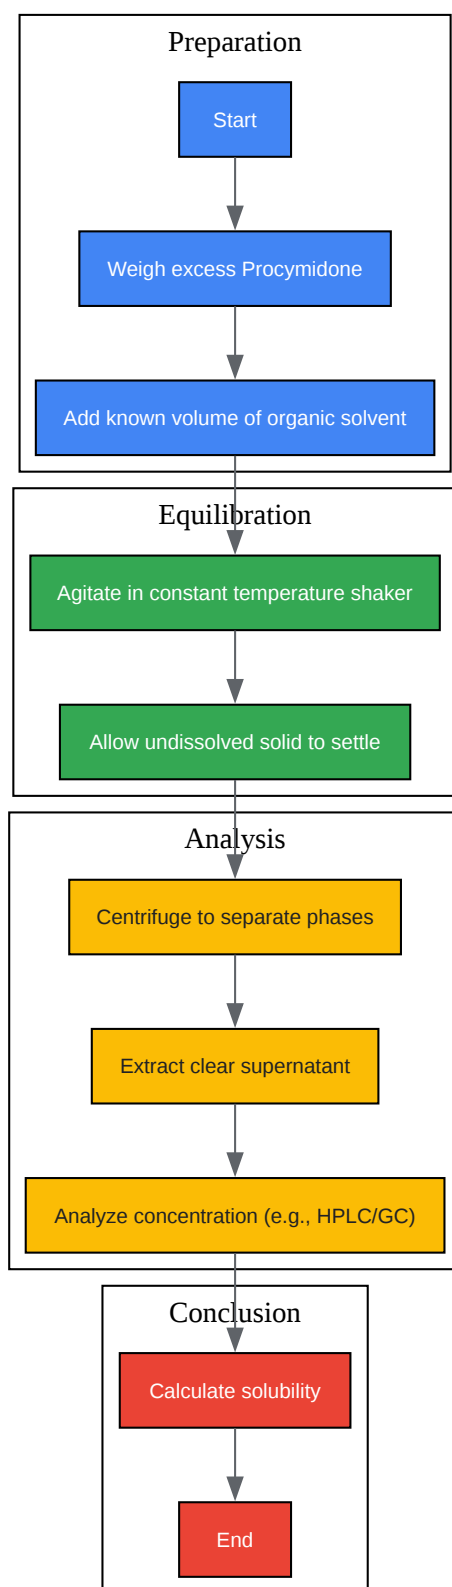 Preparation
Start
Weigh excess Procymidone
Add known volume of organic solvent
Equilibration
Agitate in constant temperature shaker
Allow undissolved solid to settle
Analysis
Centrifuge to separate phases
Extract clear supernatant
Analyze concentration (e.g., HPLC/GC)
Conclusion
Calculate solubility
End